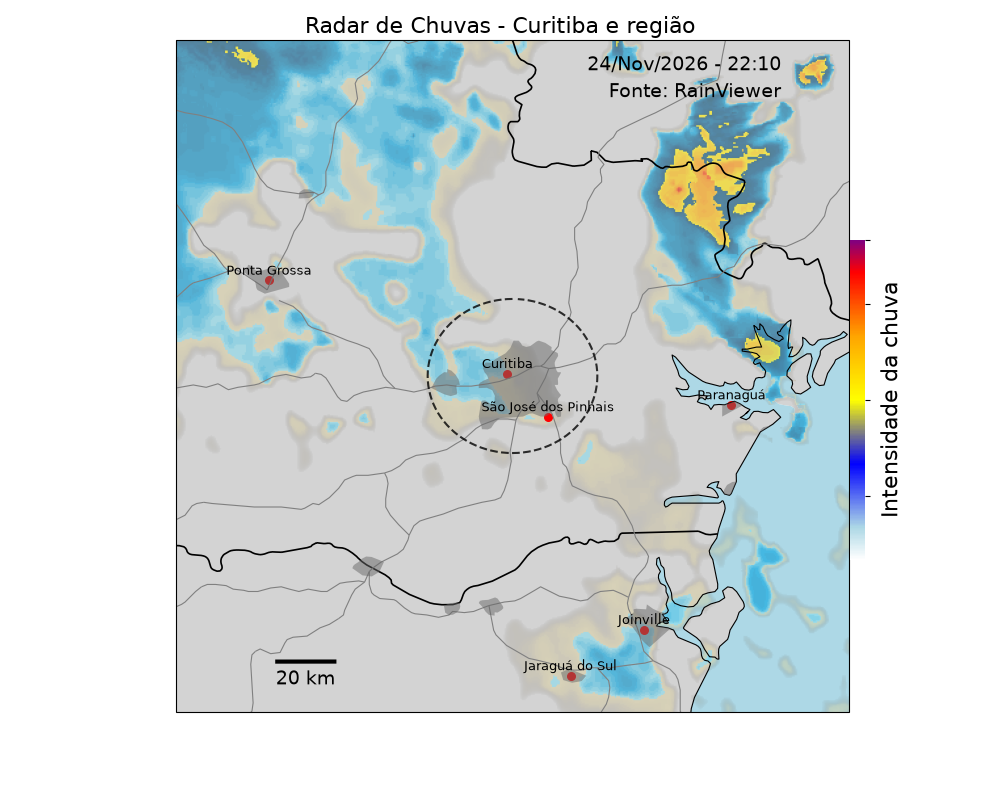 Radar de Chuvas - Curitiba e região
24/Nov/2026 - 22:10
Fonte: RainViewer
Ponta Grossa
Curitiba
São José dos Pinhais
Paranaguá
Joinville
Jaraguá do Sul
20 km
Intensidade da chuva